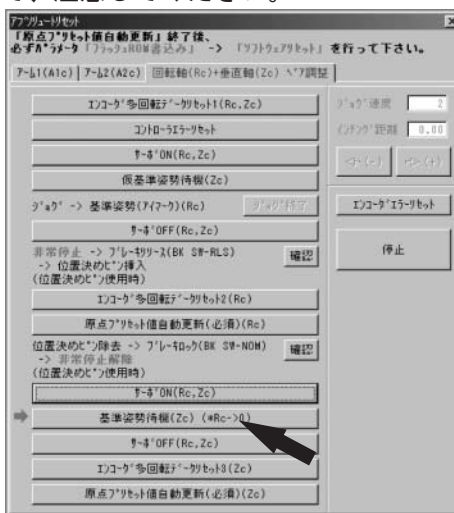 で、注意してください。
アブソリュートリセット
「原点プリセット値自動更新」終了後、
必ずパラメータ「フラッシュROM書込み」 -> 「ソフトウェアリセット」を行って下さい。
アーム1(A1c) アーム2(A2c) 回転軸(Rc)+垂直軸(Zc) ペア調整
エンコーダ多回転データリセット1(Rc,Zc)
コントローラエラーリセット
サーボON(Rc,Zc)
仮基準姿勢待機(Zc)
ジョグ -> 基準姿勢(アイマーク)(Rc) ジョグ終了
サーボOFF(Rc,Zc)
非常停止 -> ブレーキリリース(BK SW-RLS)
-> 位置決めピン挿入
(位置決めピン使用時)
確認
エンコーダ多回転データリセット2(Rc)
原点プリセット値自動更新(必須)(Rc)
位置決めピン除去 -> ブレーキロック(BK SW-NOM)
-> 非常停止解除
(位置決めピン使用時)
確認
サーボON(Rc,Zc)
基準姿勢待機(Zc) (*Rc->0)
サーボOFF(Rc,Zc)
エンコーダ多回転データリセット3(Zc)
原点プリセット値自動更新(必須)(Zc)
ジョグ速度 2
インチング距離 0.00
<-(-) ->(+)
エンコーダエラーリセット
停止